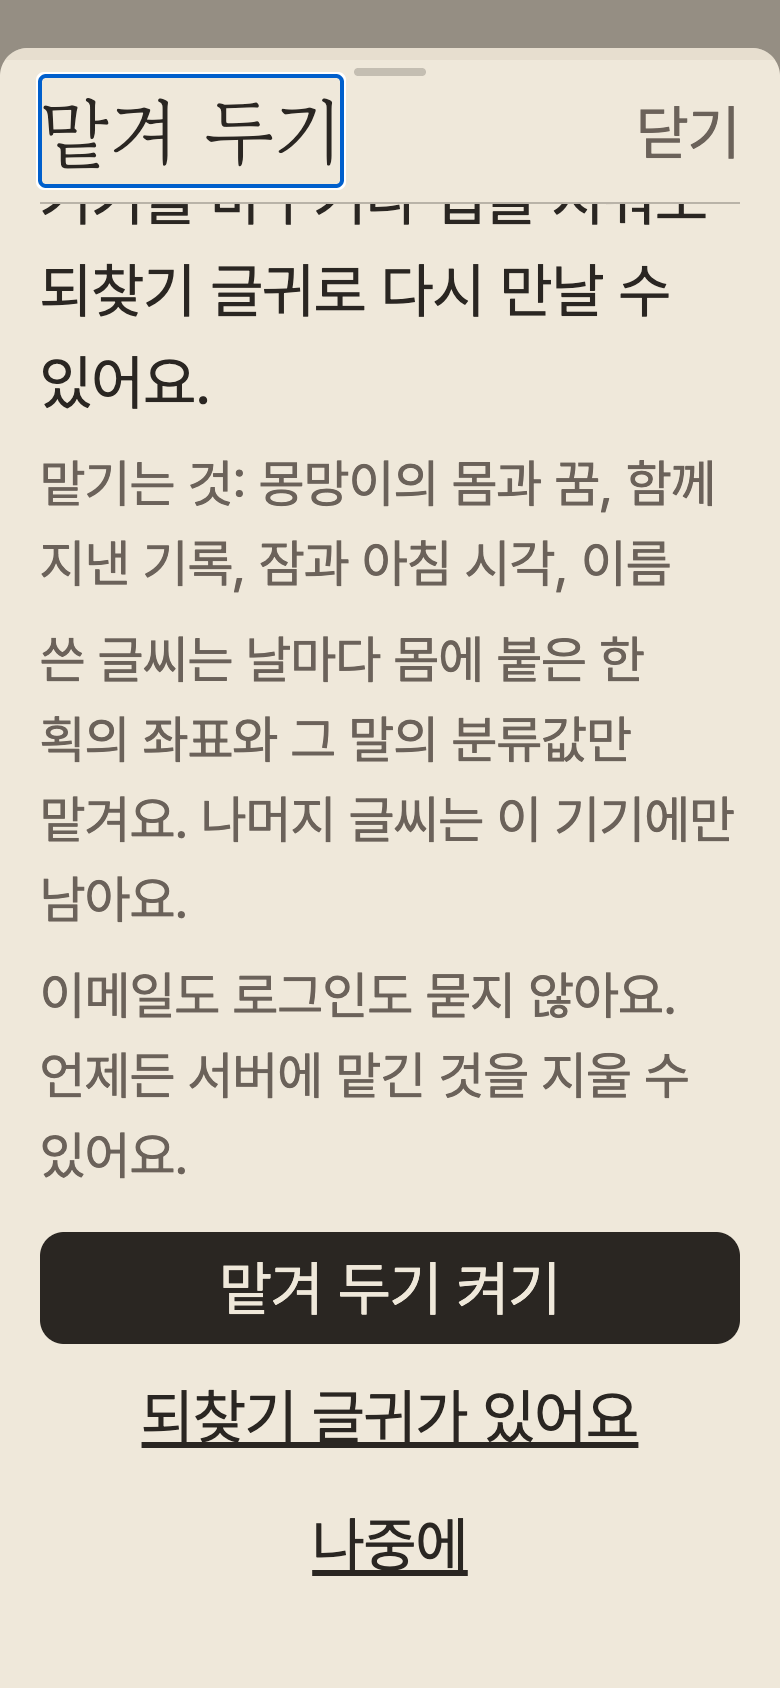 맡겨 두기
닫기
되찾기 글귀로 다시 만날 수
있어요.
맡기는 것: 몽망이의 몸과 꿈, 함께
지낸 기록, 잠과 아침 시각, 이름
쓴 글씨는 날마다 몸에 붙은 한
획의 좌표와 그 말의 분류값만
맡겨요. 나머지 글씨는 이 기기에만
남아요.
이메일도 로그인도 묻지 않아요.
언제든 서버에 맡긴 것을 지울 수
있어요.
맡겨 두기 켜기
되찾기 글귀가 있어요
나중에